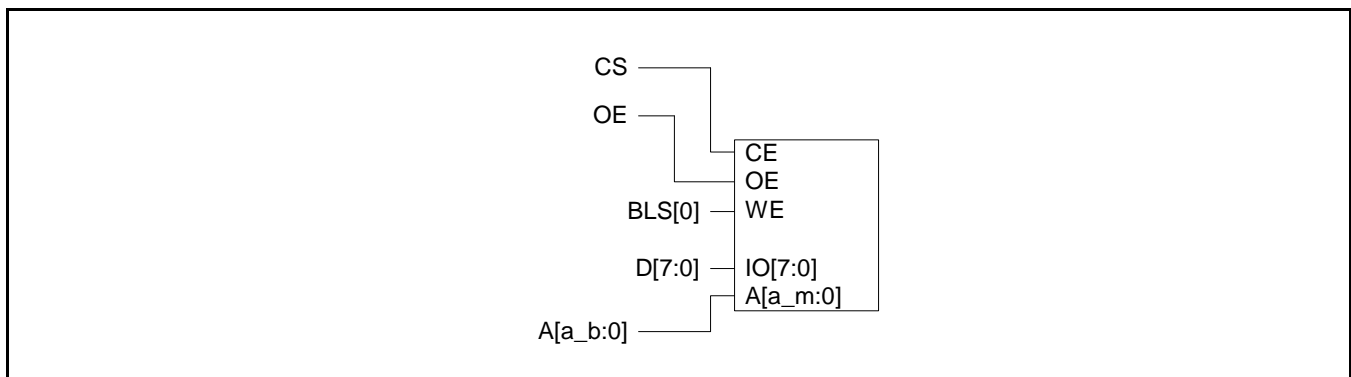 CS
OE
CE
OE
BLS[0]
WE
D[7:0]
IO[7:0]
A[a_m:0]
A[a_b:0]